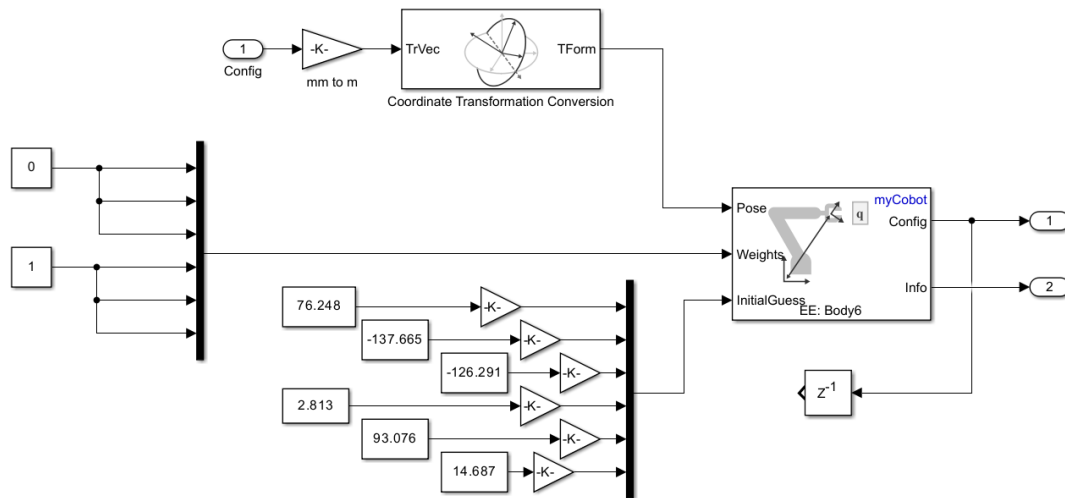 1
Config
-K-
mm to m
TrVec
TForm
Coordinate Transformation Conversion
0
1
Pose
Weights
InitialGuess
myCobot
q
Config
Info
EE: Body6
1
2
76.248
-K-
-137.665
-K-
-126.291
-K-
2.813
-K-
93.076
-K-
14.687
-K-
Z-1